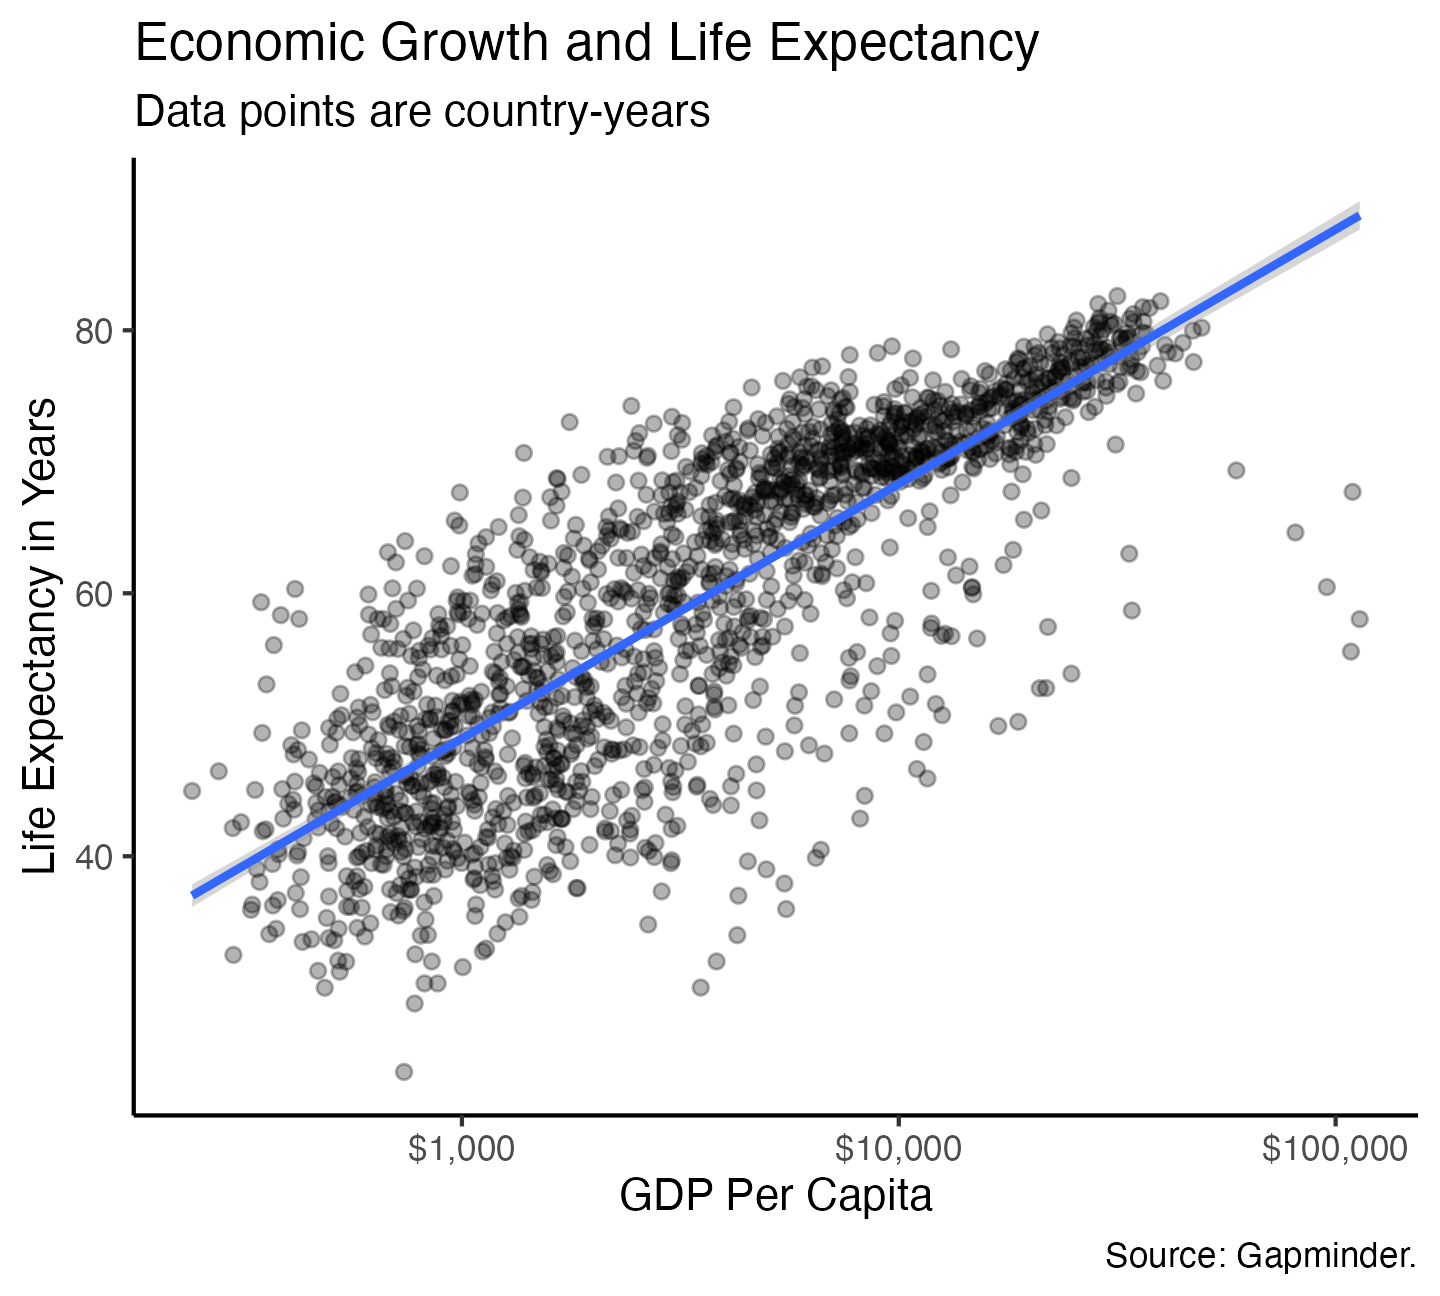 Economic Growth and Life Expectancy
Data points are country-years
Life Expectancy in Years
80
60
40
$1,000
$10,000
$100,000
GDP Per Capita
Source: Gapminder.